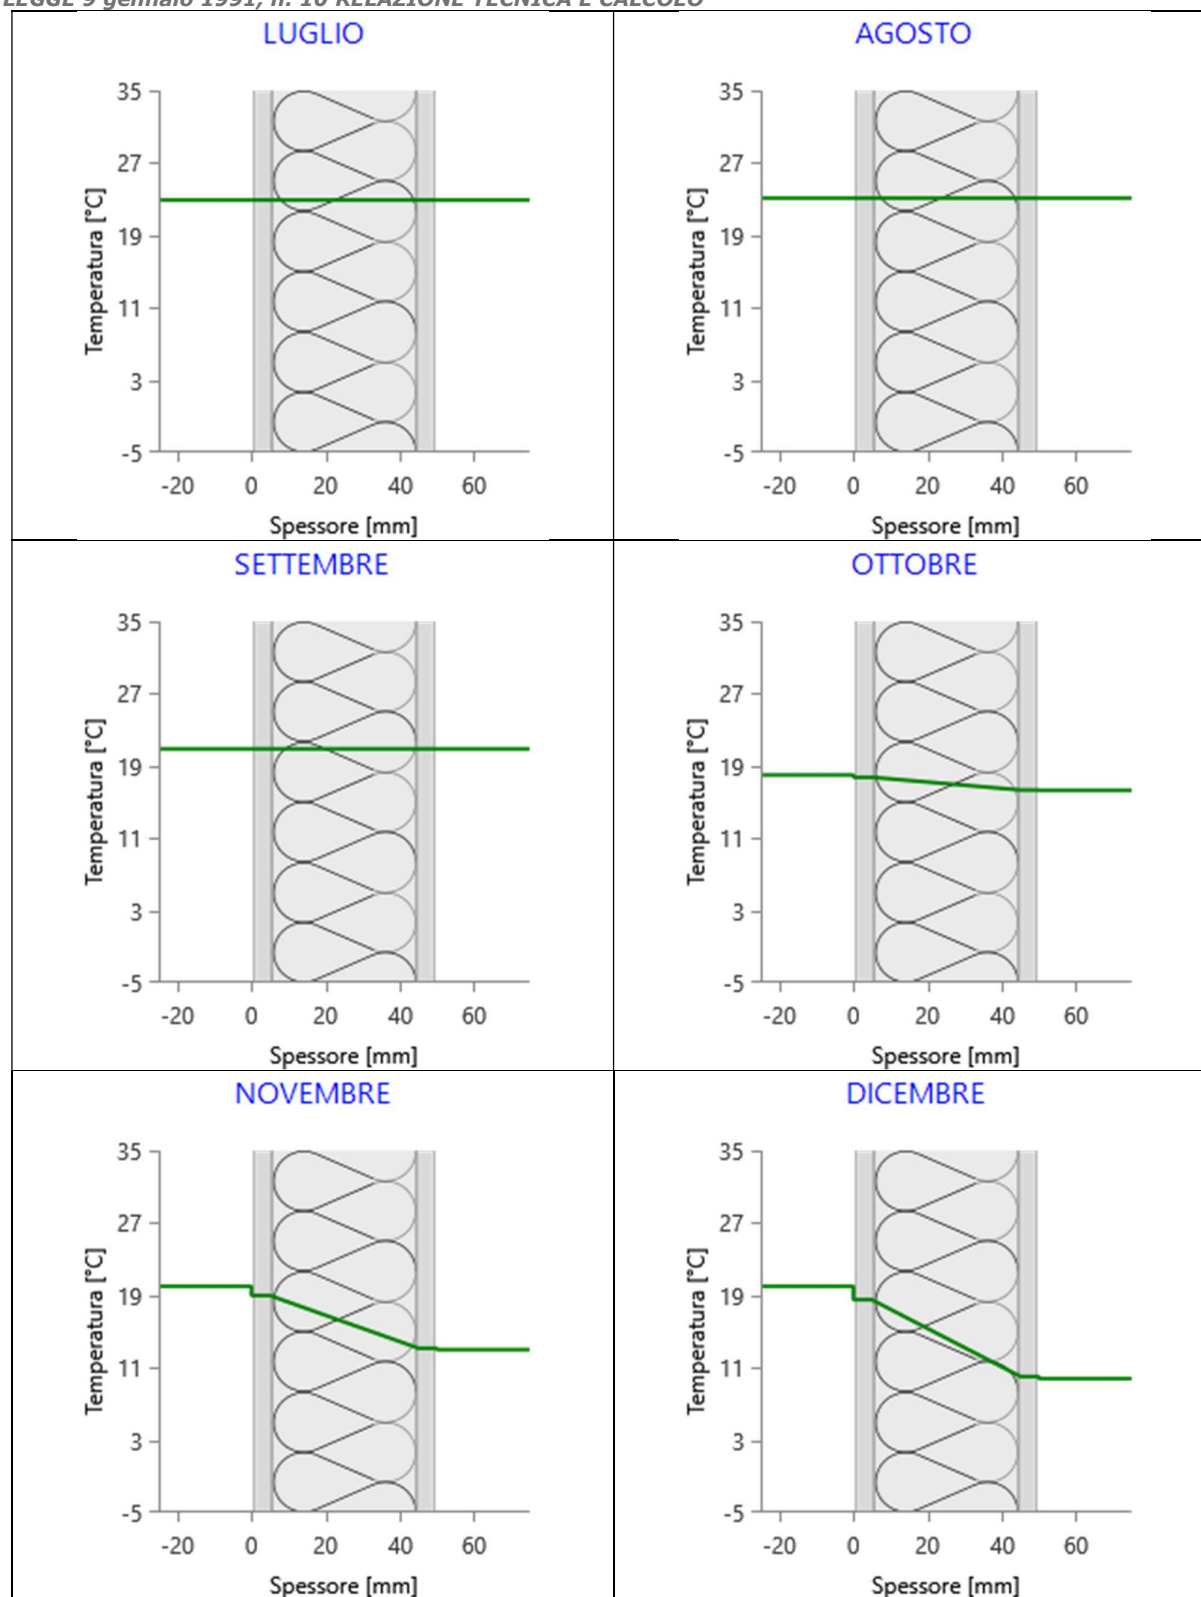 LEGGE 9 gennaio 1991, n. 10 RELAZIONE TECNICA E CALCOLO
LUGLIO
35
27
19
11
3
-5
Temperatura [°C]
-20 0 20 40 60
Spessore [mm]
AGOSTO
35
27
19
11
3
-5
Temperatura [°C]
-20 0 20 40 60
Spessore [mm]
SETTEMBRE
35
27
19
11
3
-5
Temperatura [°C]
-20 0 20 40 60
Spessore [mm]
OTTOBRE
35
27
19
11
3
-5
Temperatura [°C]
-20 0 20 40 60
Spessore [mm]
NOVEMBRE
35
27
19
11
3
-5
Temperatura [°C]
-20 0 20 40 60
Spessore [mm]
DICEMBRE
35
27
19
11
3
-5
Temperatura [°C]
-20 0 20 40 60
Spessore [mm]